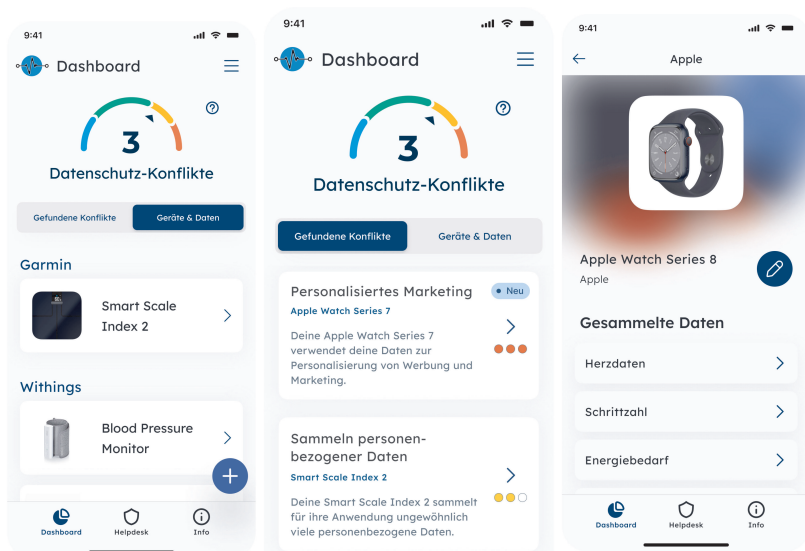 9:41
Dashboard
3
Datenschutz-Konflikte
Gefundene Konflikte
Geräte & Daten
Garmin
Smart Scale
Index 2
Withings
Blood Pressure
Monitor
Dashboard
Helpdesk
Info
9:41
Dashboard
3
Datenschutz-Konflikte
Gefundene Konflikte
Geräte & Daten
Personalisiertes Marketing
Neu
Apple Watch Series 7
Deine Apple Watch Series 7
verwendet deine Daten zur
Personalisierung von Werbung und
Marketing.
Sammeln personen-
bezogener Daten
Smart Scale Index 2
Deine Smart Scale Index 2 sammelt
für ihre Anwendung ungewöhnlich
viele personenbezogene Daten.
9:41
Apple
Apple Watch Series 8
Apple
Gesammelte Daten
Herzdaten
Schrittzahl
Energiebedarf
Dashboard
Helpdesk
Info